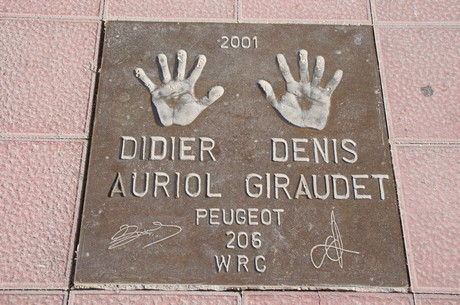 2001
DIDIER DENIS
AURIOL GIRAUDET
PEUGEOT
206
WRC